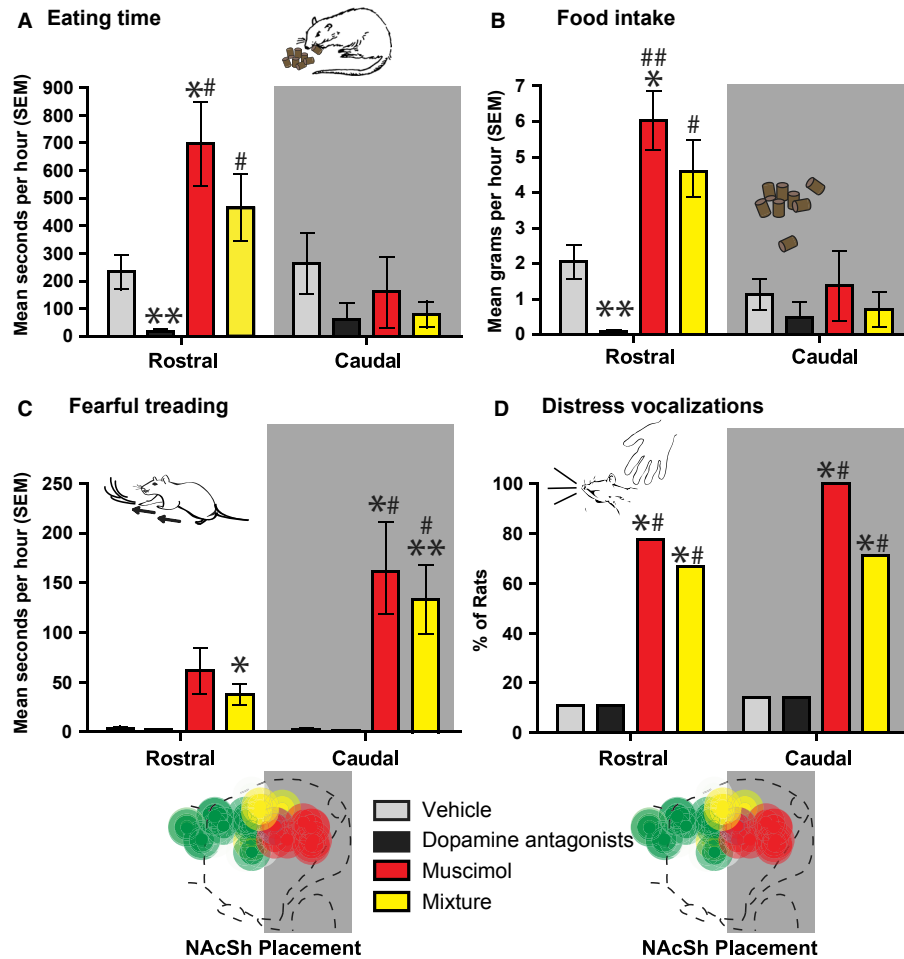 A Eating time
Mean seconds per hour (SEM)
900
800
700
600
500
400
300
200
100
0
**
*#
#
Rostral
Caudal
B Food intake
Mean grams per hour (SEM)
7
6
5
4
3
2
1
0
**
##
*
#
Rostral
Caudal
C Fearful treading
Mean seconds per hour (SEM)
250
200
150
100
50
0
*
*#
#
**
Rostral
Caudal
D Distress vocalizations
% of Rats
100
80
60
40
20
0
*#
*#
*#
*#
Rostral
Caudal
NAcSh Placement
Vehicle
Dopamine antagonists
Muscimol
Mixture
NAcSh Placement